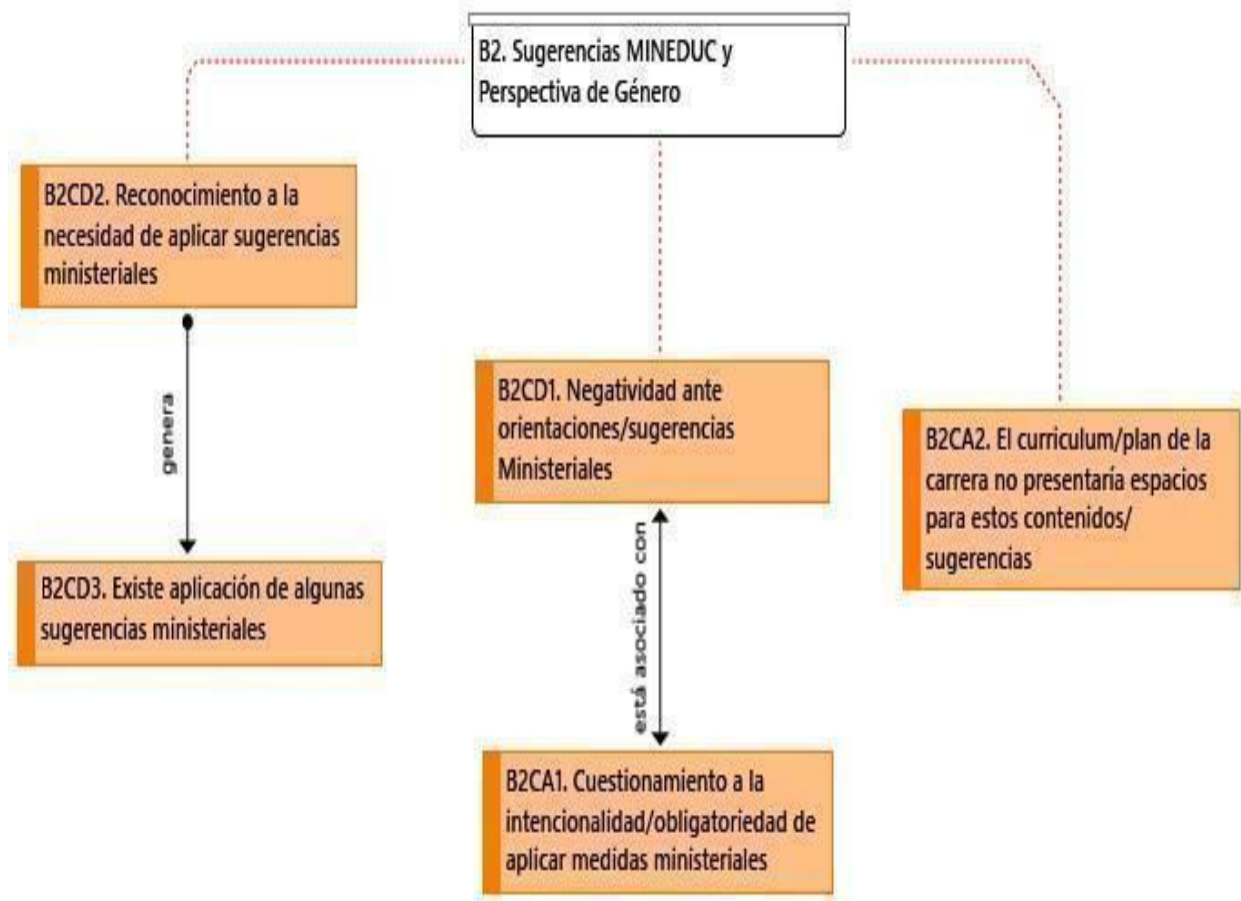 B2. Sugerencias MINEDUC y
Perspectiva de Género
B2CD2. Reconocimiento a la
necesidad de aplicar sugerencias
ministeriales
genera
B2CD3. Existe aplicación de algunas
sugerencias ministeriales
B2CD1. Negatividad ante
orientaciones/sugerencias
Ministeriales
está asociado con
B2CA1. Cuestionamiento a la
intencionalidad/obligatoriedad de
aplicar medidas ministeriales
B2CA2. El curriculum/plan de la
carrera no presentaría espacios
para estos contenidos/
sugerencias